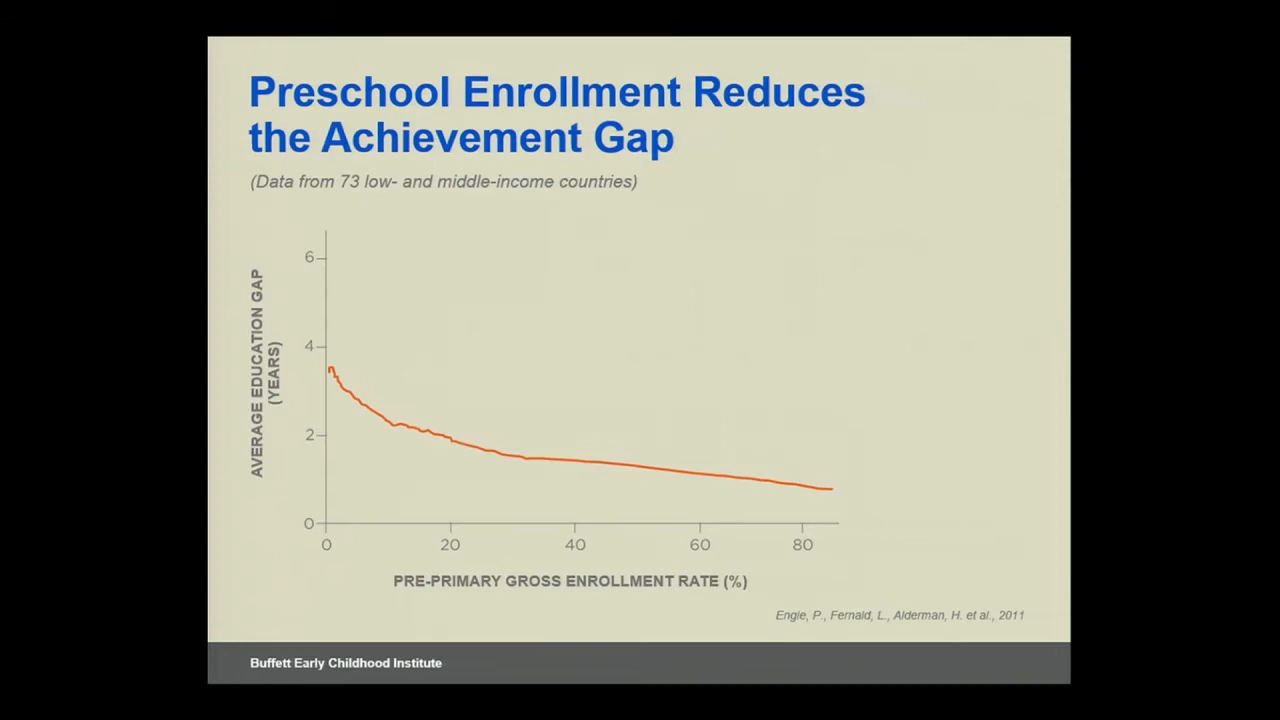 Preschool Enrollment Reduces
the Achievement Gap
(Data from 73 low- and middle-income countries)
AVERAGE EDUCATION GAP
(YEARS)
6
4
2
0
0 20 40 60 80
PRE-PRIMARY GROSS ENROLLMENT RATE (%)
Engle, P., Fernald, L., Alderman, H. et al., 2011
Buffett Early Childhood Institute